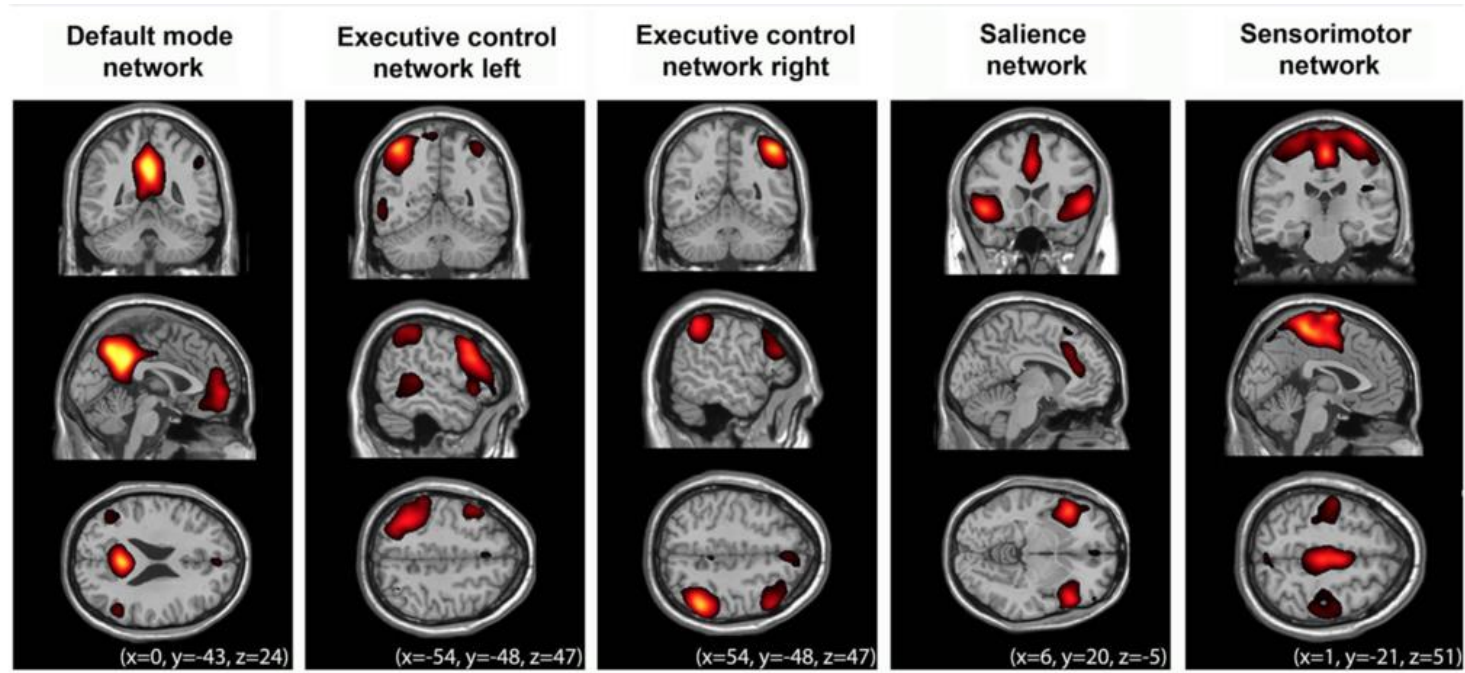 Default mode
network
Executive control
network left
Executive control
network right
Salience
network
Sensorimotor
network
(x=0, y=-43, z=24)
(x=-54, y=-48, z=47)
(x=54, y=-48, z=47)
(x=6, y=20, z=-5)
(x=1, y=-21, z=51)